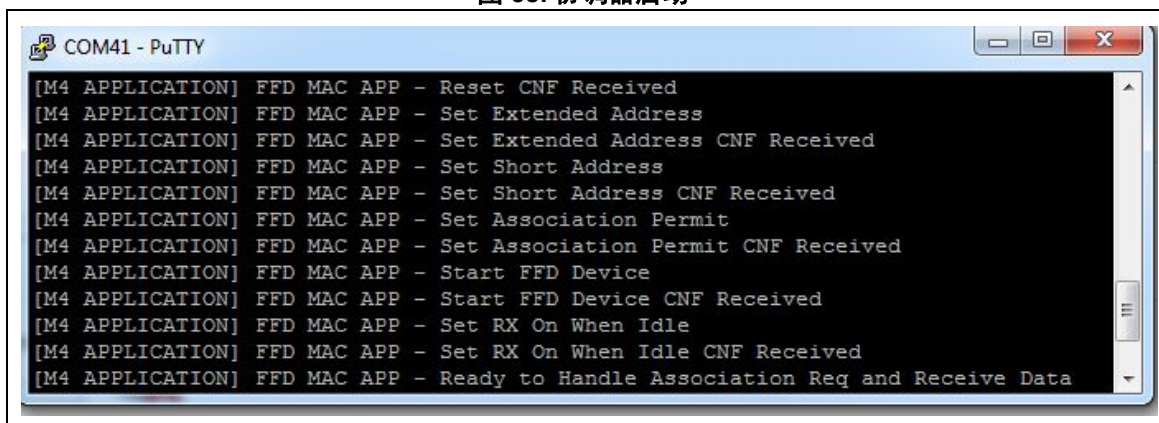 COM41 - PuTTY
[M4 APPLICATION] FFD MAC APP - Reset CNF Received
[M4 APPLICATION] FFD MAC APP - Set Extended Address
[M4 APPLICATION] FFD MAC APP - Set Extended Address CNF Received
[M4 APPLICATION] FFD MAC APP - Set Short Address
[M4 APPLICATION] FFD MAC APP - Set Short Address CNF Received
[M4 APPLICATION] FFD MAC APP - Set Association Permit
[M4 APPLICATION] FFD MAC APP - Set Association Permit CNF Received
[M4 APPLICATION] FFD MAC APP - Start FFD Device
[M4 APPLICATION] FFD MAC APP - Start FFD Device CNF Received
[M4 APPLICATION] FFD MAC APP - Set RX On When Idle
[M4 APPLICATION] FFD MAC APP - Set RX On When Idle CNF Received
[M4 APPLICATION] FFD MAC APP - Ready to Handle Association Req and Receive Data